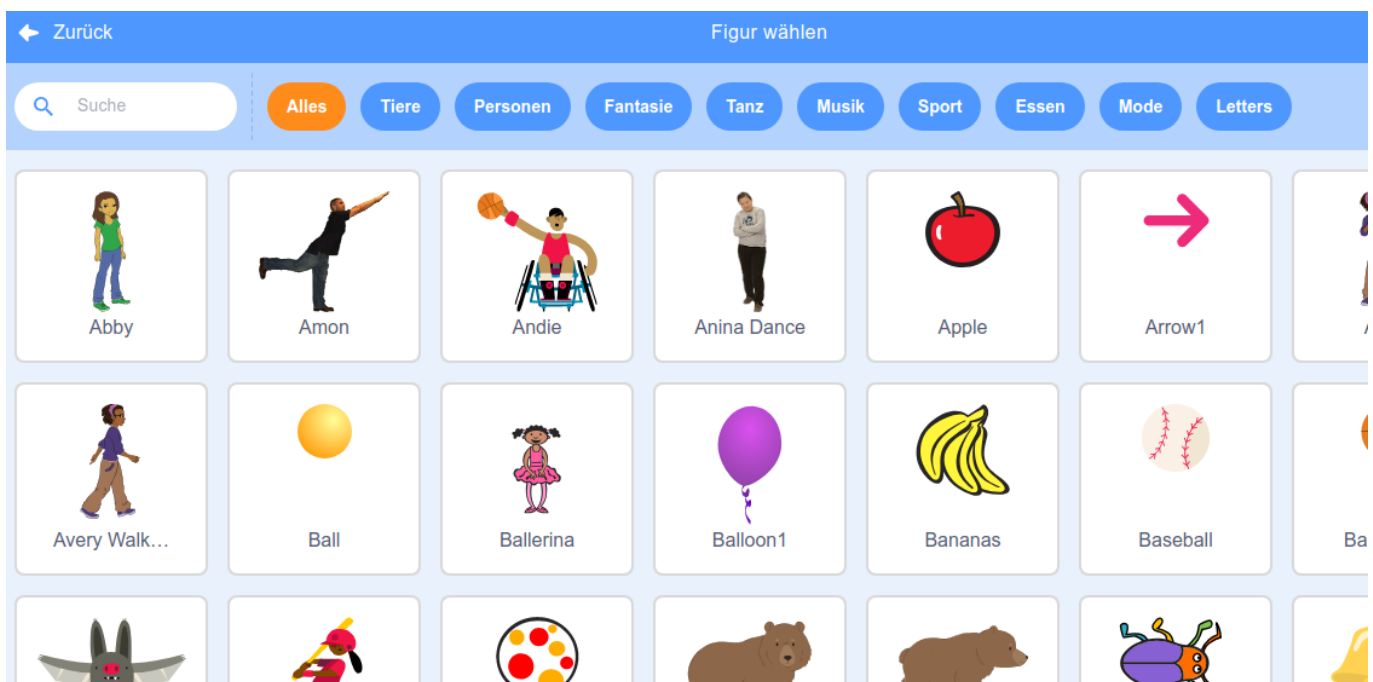 Zurück
Figur wählen
Suche
Alles Tiere Personen Fantasie Tanz Musik Sport Essen Mode Letters
Abby Amon Andie Anina Dance Apple Arrow1
Avery Walk… Ball Ballerina Balloon1 Bananas Baseball Ba